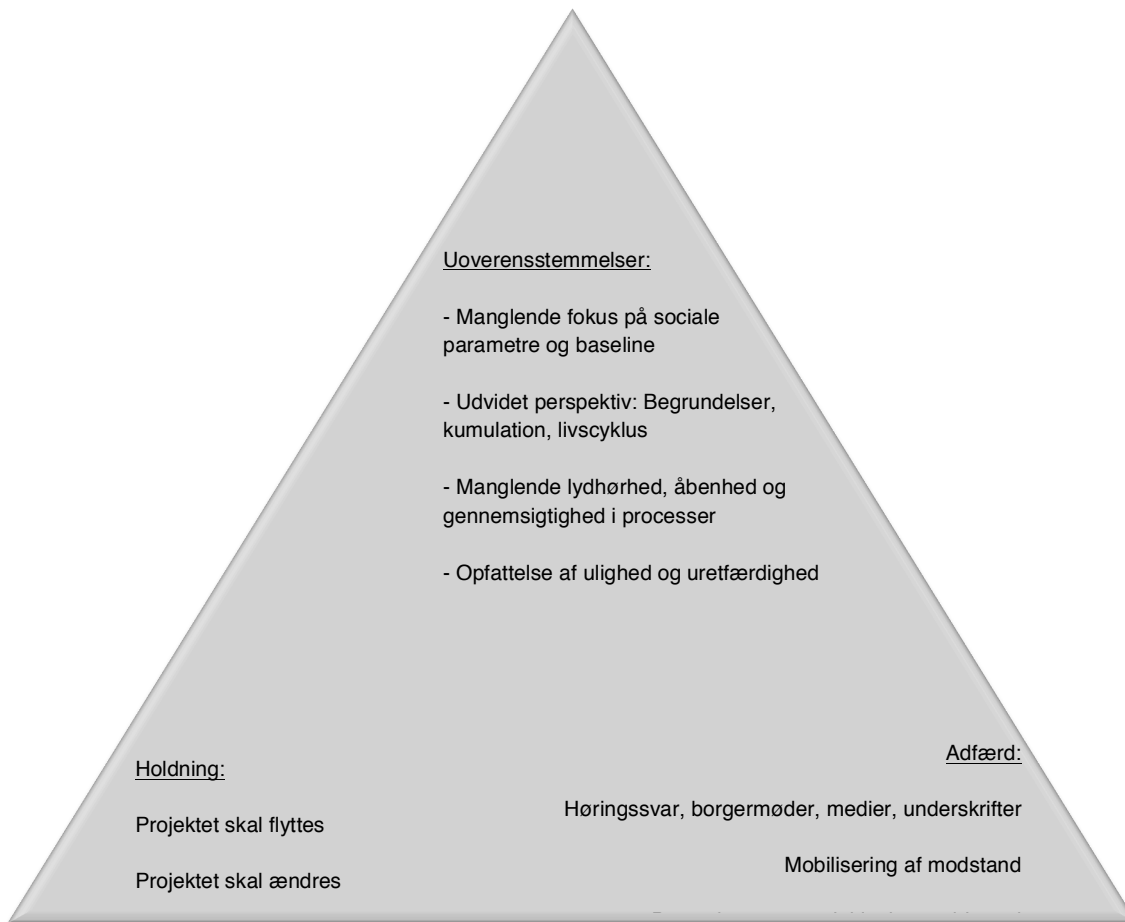 Uoverensstemmelser:
- Manglende fokus på sociale
parametre og baseline
- Udvidet perspektiv: Begrundelser,
kumulation, livscyklus
- Manglende lydhørhed, åbenhed og
gennemsigtighed i processer
- Opfattelse af ulighed og uretfærdighed
Holdning:
Projektet skal flyttes
Projektet skal ændres
Adfærd:
Høringssvar, borgermøder, medier, underskrifter
Mobilisering af modstand